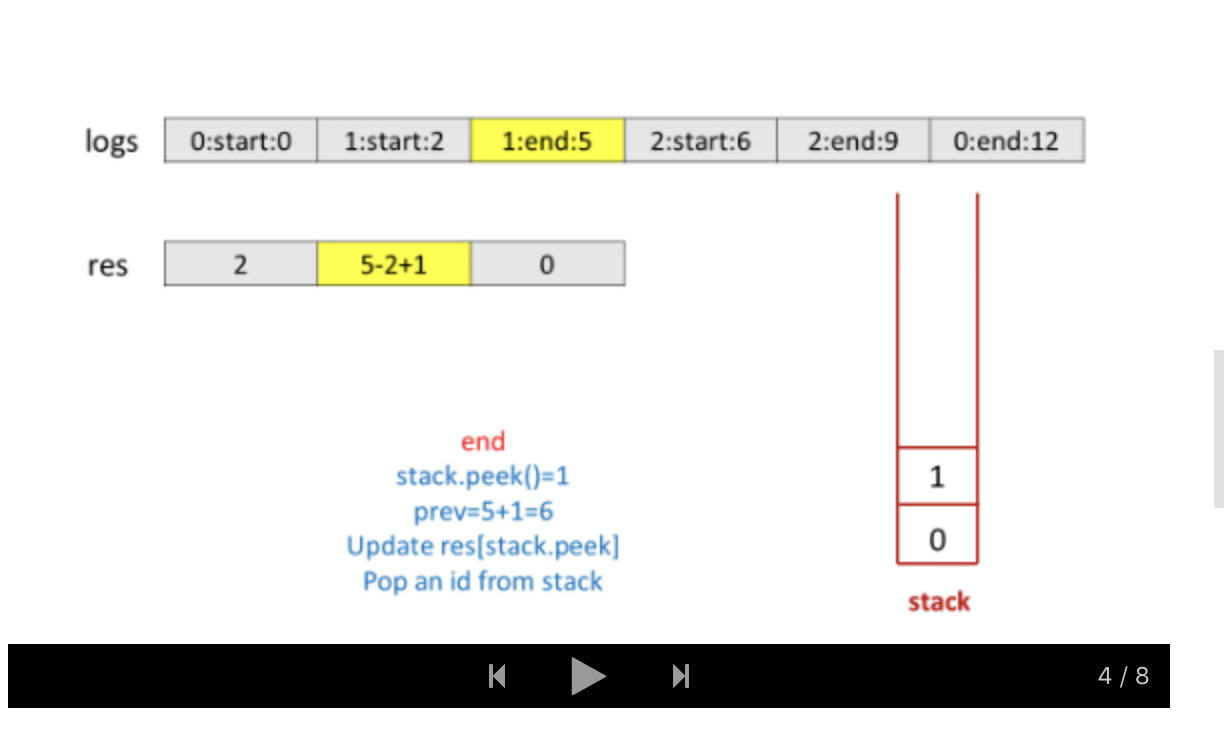 logs 0:start:0 1:start:2 1:end:5 2:start:6 2:end:9 0:end:12
res 2 5-2+1 0
end
stack.peek()=1
prev=5+1=6
Update res[stack.peek]
Pop an id from stack
1
0
stack
4 / 8